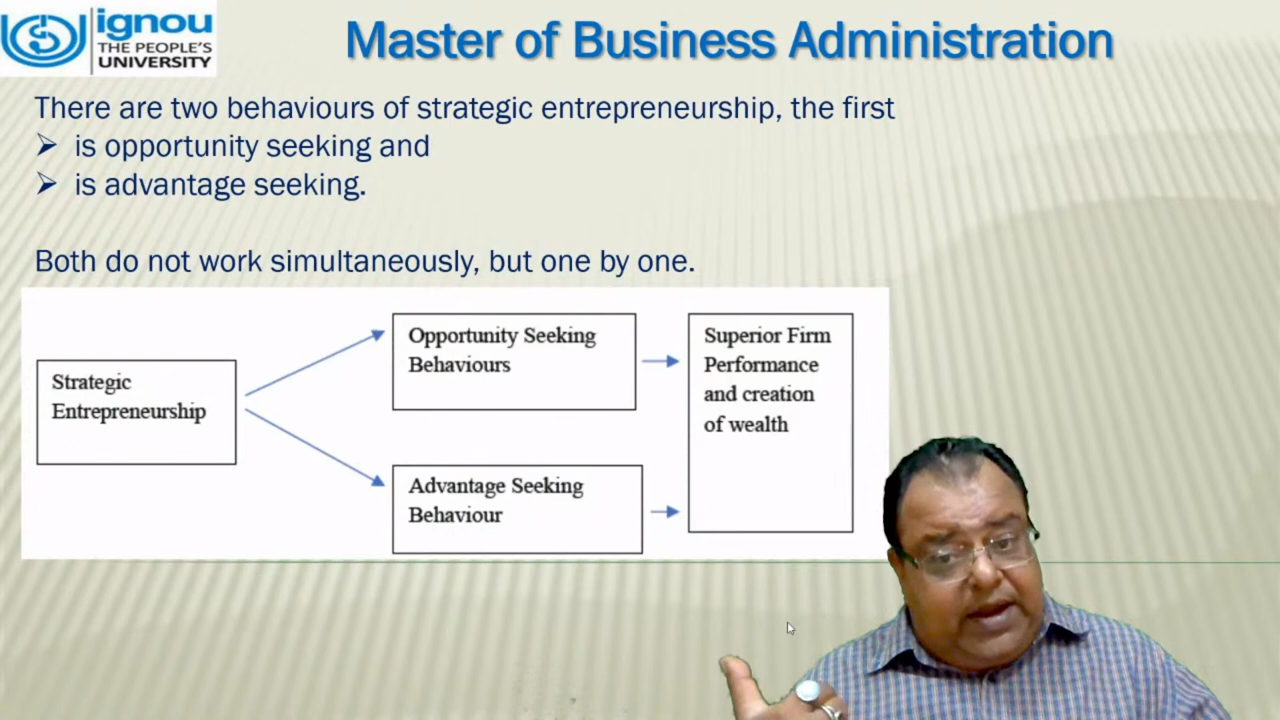 ignou
THE PEOPLE'S
UNIVERSITY
Master of Business Administration
There are two behaviours of strategic entrepreneurship, the first
➢ is opportunity seeking and
➢ is advantage seeking.
Both do not work simultaneously, but one by one.
Strategic
Entrepreneurship
Opportunity Seeking
Behaviours
Advantage Seeking
Behaviour
Superior Firm
Performance
and creation
of wealth